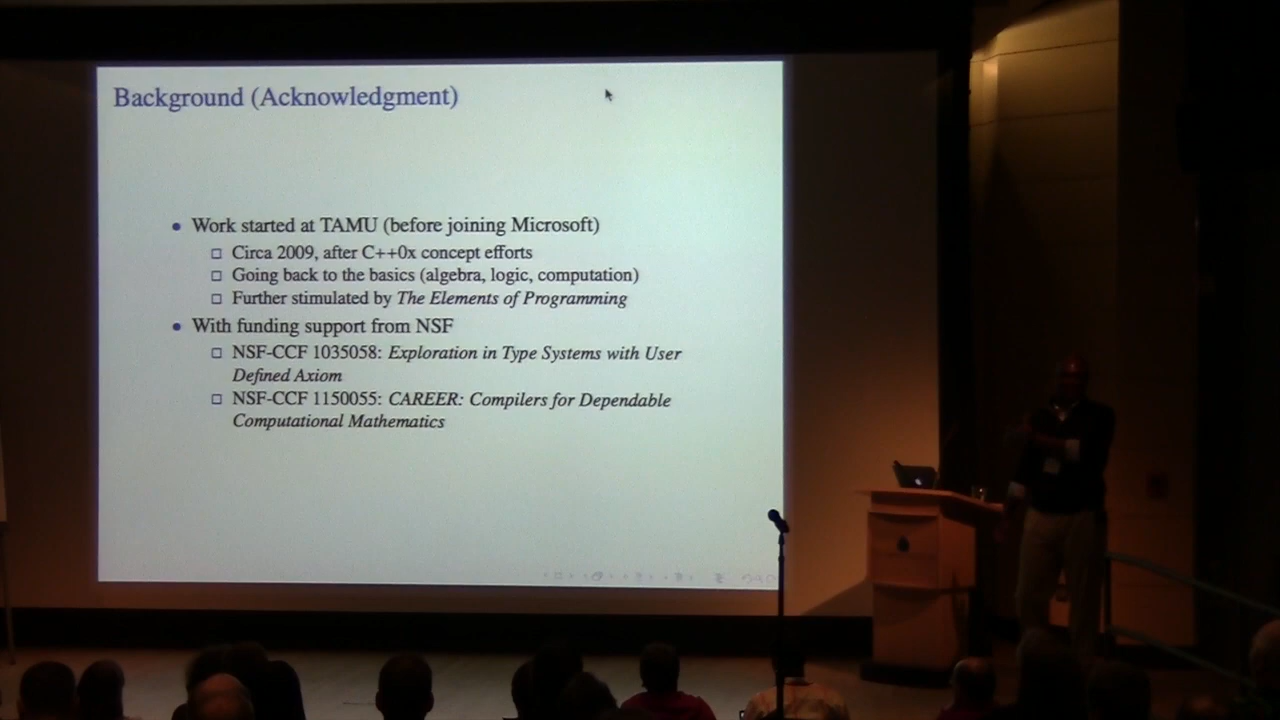 Background (Acknowledgment)
• Work started at TAMU (before joining Microsoft)
□ Circa 2009, after C++0x concept efforts
□ Going back to the basics (algebra, logic, computation)
□ Further stimulated by The Elements of Programming
• With funding support from NSF
□ NSF-CCF 1035058: Exploration in Type Systems with User
Defined Axiom
□ NSF-CCF 1150055: CAREER: Compilers for Dependable
Computational Mathematics